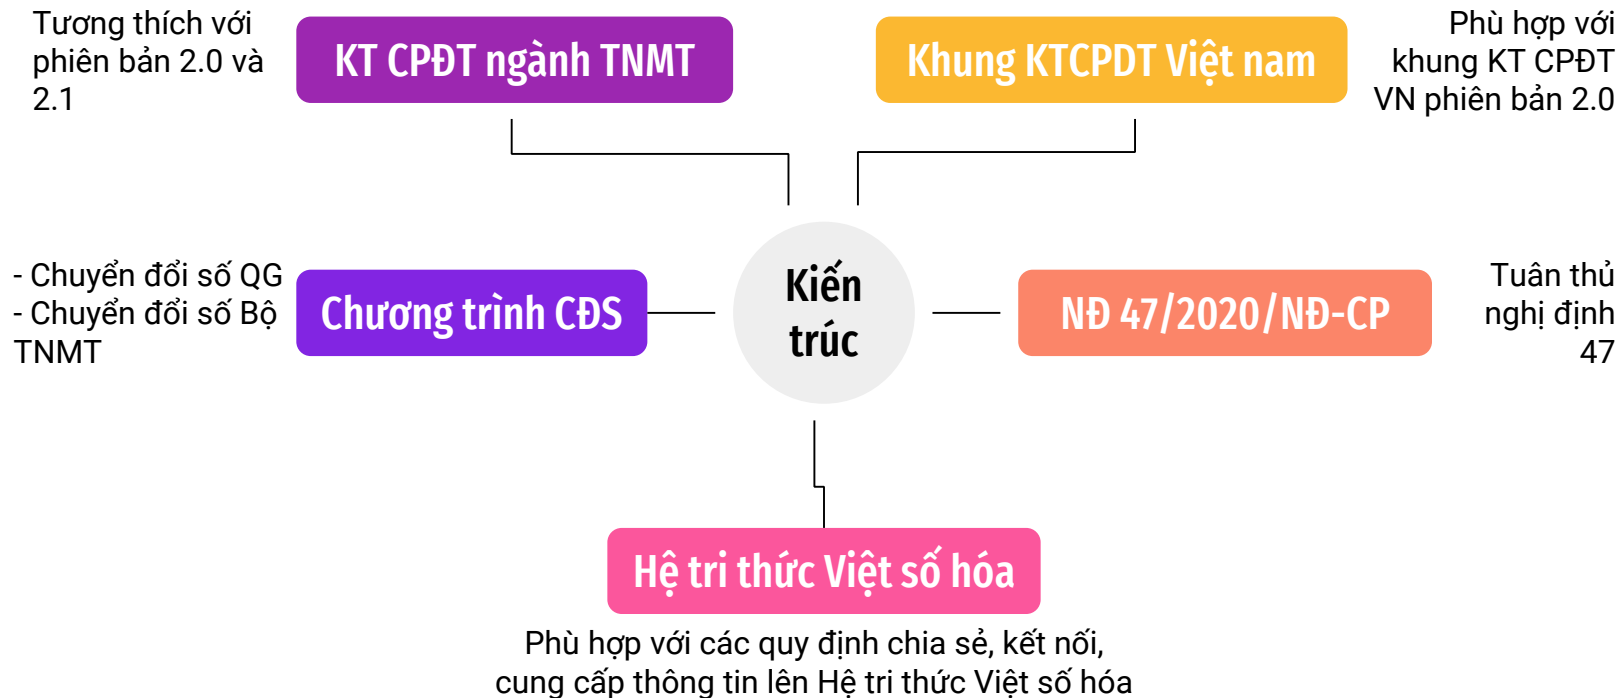 Tương thích với
phiên bản 2.0 và
2.1
KT CPĐT ngành TNMT
Khung KTCPDT Việt nam
Phù hợp với
khung KT CPĐT
VN phiên bản 2.0
- Chuyển đổi số QG
- Chuyển đổi số Bộ
TNMT
Chương trình CĐS
Kiến
trúc
NĐ 47/2020/NĐ-CP
Tuân thủ
nghị định
47
Hệ tri thức Việt số hóa
Phù hợp với các quy định chia sẻ, kết nối,
cung cấp thông tin lên Hệ tri thức Việt số hóa